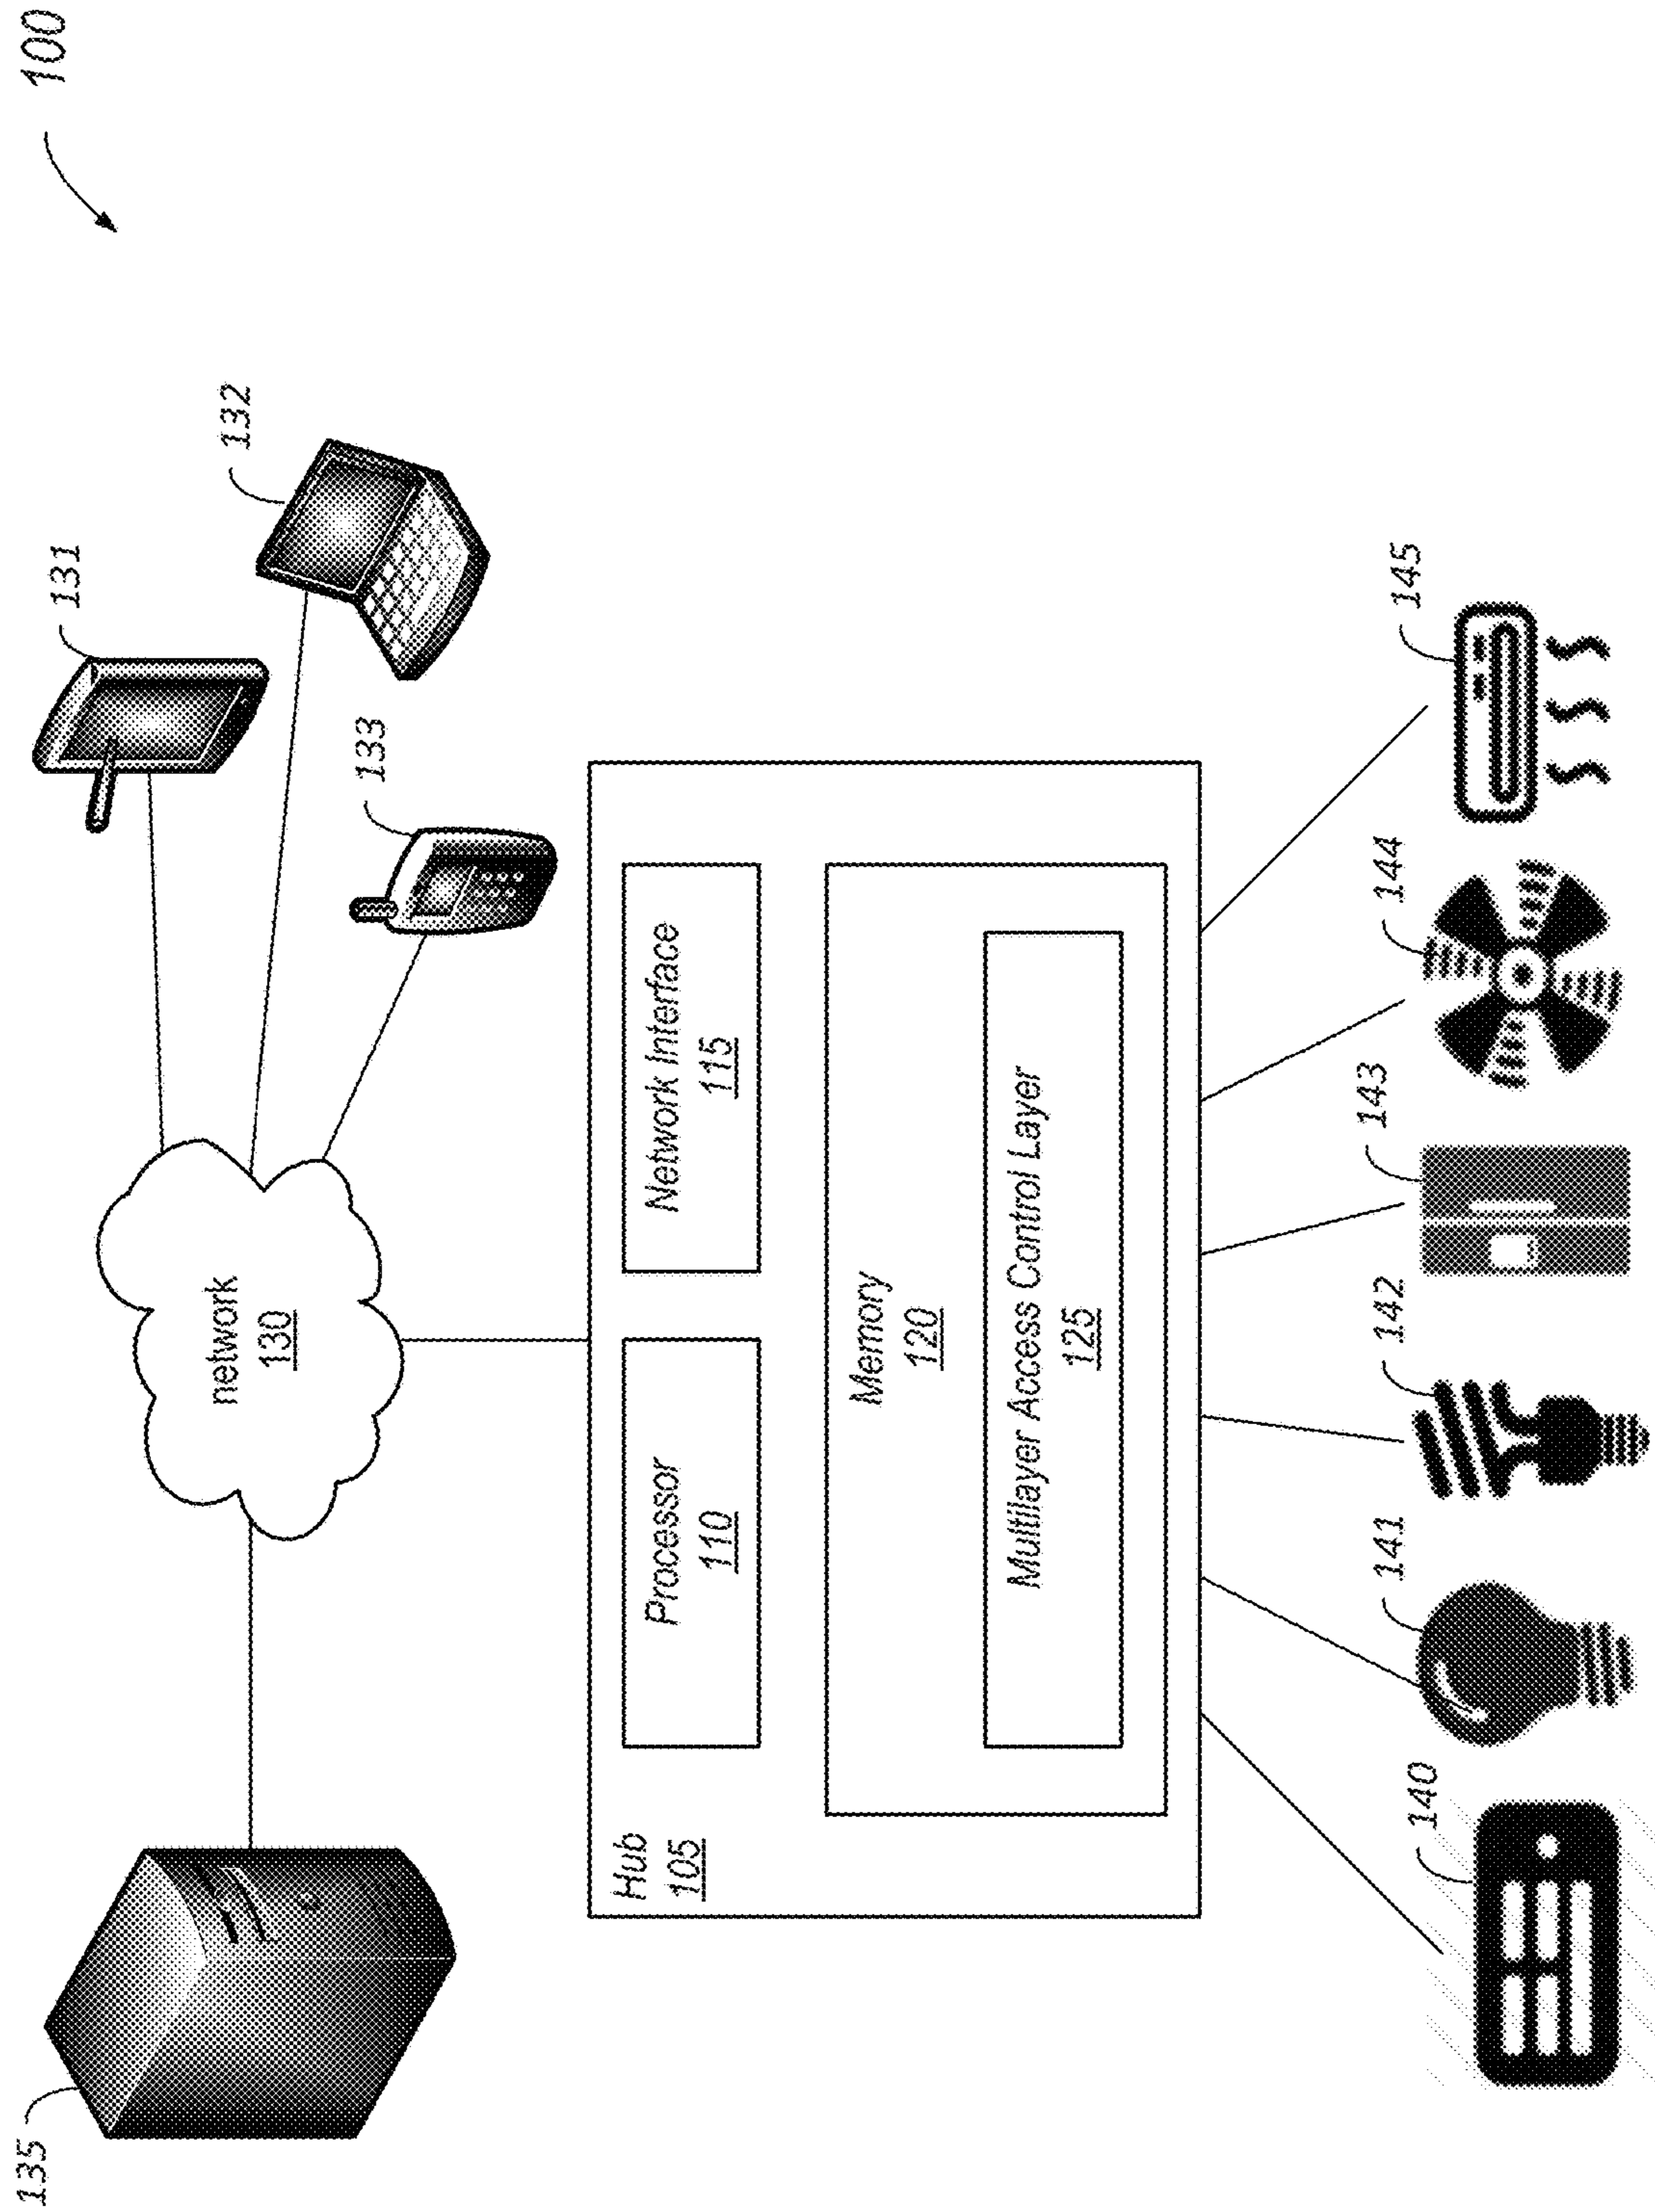 100
135
network
130
131
132
133
Hub
105
Processor
110
Network Interface
115
Memory
120
Multilayer Access Control Layer
125
140
141
142
143
144
145